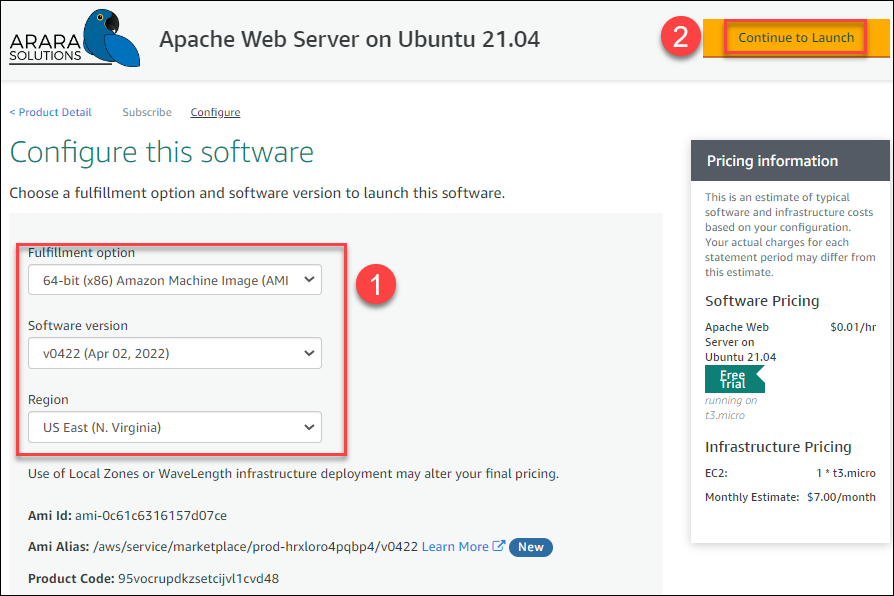 ARARA
SOLUTIONS
Apache Web Server on Ubuntu 21.04
2
Continue to Launch
< Product Detail
Subscribe
Configure
Configure this software
Choose a fulfillment option and software version to launch this software.
Fulfillment option
64-bit (x86) Amazon Machine Image (AMI
1
Software version
v0422 (Apr 02, 2022)
Region
US East (N. Virginia)
Use of Local Zones or WaveLength infrastructure deployment may alter your final pricing.
Ami Id: ami-0c61c6316157d07ce
Ami Alias: /aws/service/marketplace/prod-hrxloro4pqbp4/v0422 Learn More New
Product Code: 95vocrupdkzsetcijvl1cvd48
Pricing information
This is an estimate of typical
software and infrastructure costs
based on your configuration.
Your actual charges for each
statement period may differ from
this estimate.
Software Pricing
Apache Web $0.01/hr
Server on
Ubuntu 21.04
Free
Trial
running on
t3.micro
Infrastructure Pricing
EC2: 1 * t3.micro
Monthly Estimate: $7.00/month